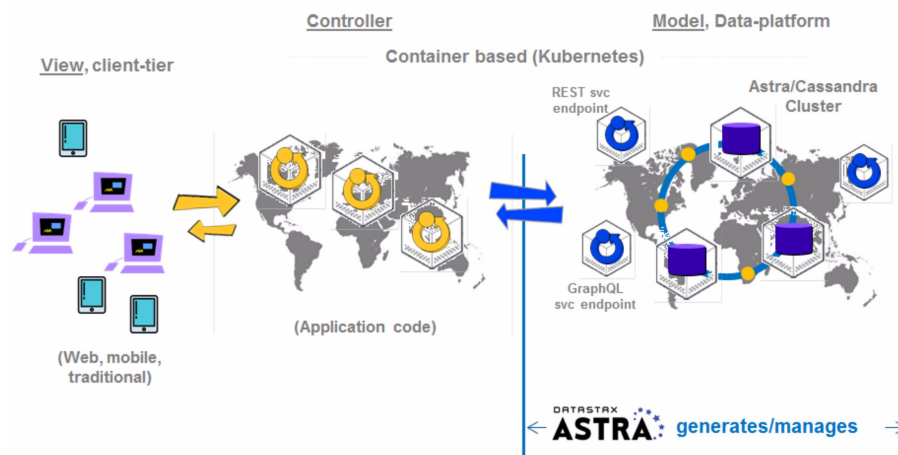 Controller
Model, Data-platform
Container based (Kubernetes)
View, client-tier
REST svc
endpoint
Astra/Cassandra
Cluster
GraphQL
svc endpoint
(Application code)
(Web, mobile,
traditional)
DATASTAX
ASTRA
generates/manages